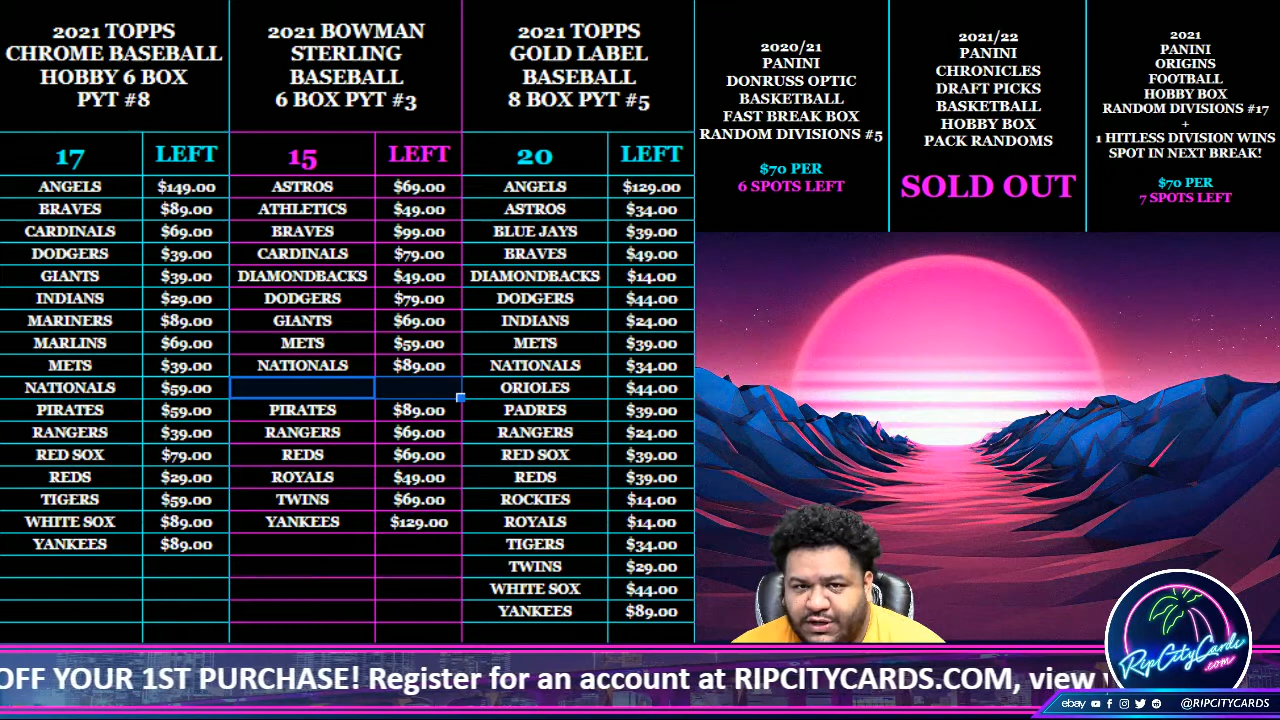 2021 TOPPS
CHROME BASEBALL
HOBBY 6 BOX
PYT #8
17 LEFT
ANGELS $149.00
BRAVES $89.00
CARDINALS $69.00
DODGERS $39.00
GIANTS $39.00
INDIANS $29.00
MARINERS $89.00
MARLINS $69.00
METS $39.00
NATIONALS $59.00
PIRATES $59.00
RANGERS $39.00
RED SOX $79.00
REDS $29.00
TIGERS $59.00
WHITE SOX $89.00
YANKEES $89.00
2021 BOWMAN
STERLING
BASEBALL
6 BOX PYT #3
15 LEFT
ASTROS $69.00
ATHLETICS $49.00
BRAVES $99.00
CARDINALS $79.00
DIAMONDBACKS $49.00
DODGERS $79.00
GIANTS $69.00
METS $59.00
NATIONALS $89.00
PIRATES $89.00
RANGERS $69.00
REDS $69.00
ROYALS $49.00
TWINS $69.00
YANKEES $129.00
2021 TOPPS
GOLD LABEL
BASEBALL
8 BOX PYT #5
20 LEFT
ANGELS $129.00
ASTROS $34.00
BLUE JAYS $39.00
BRAVES $49.00
DIAMONDBACKS $14.00
DODGERS $44.00
INDIANS $24.00
METS $39.00
NATIONALS $34.00
ORIOLES $44.00
PADRES $39.00
RANGERS $24.00
RED SOX $39.00
REDS $39.00
ROCKIES $14.00
ROYALS $14.00
TIGERS $34.00
TWINS $29.00
WHITE SOX $44.00
YANKEES $89.00
2020/21
PANINI
DONRUSS OPTIC
BASKETBALL
FAST BREAK BOX
RANDOM DIVISIONS #5
$70 PER
6 SPOTS LEFT
2021/22
PANINI
CHRONICLES
DRAFT PICKS
BASKETBALL
HOBBY BOX
PACK RANDOMS
SOLD OUT
2021
PANINI
ORIGINS
FOOTBALL
HOBBY BOX
RANDOM DIVISIONS #17
+
1 HITLESS DIVISION WINS
SPOT IN NEXT BREAK!
$70 PER
7 SPOTS LEFT
OFF YOUR 1ST PURCHASE! Register for an account at RIPCITYCARDS.COM, view
RipCityCards
.com
ebay @RIPCITYCARDS